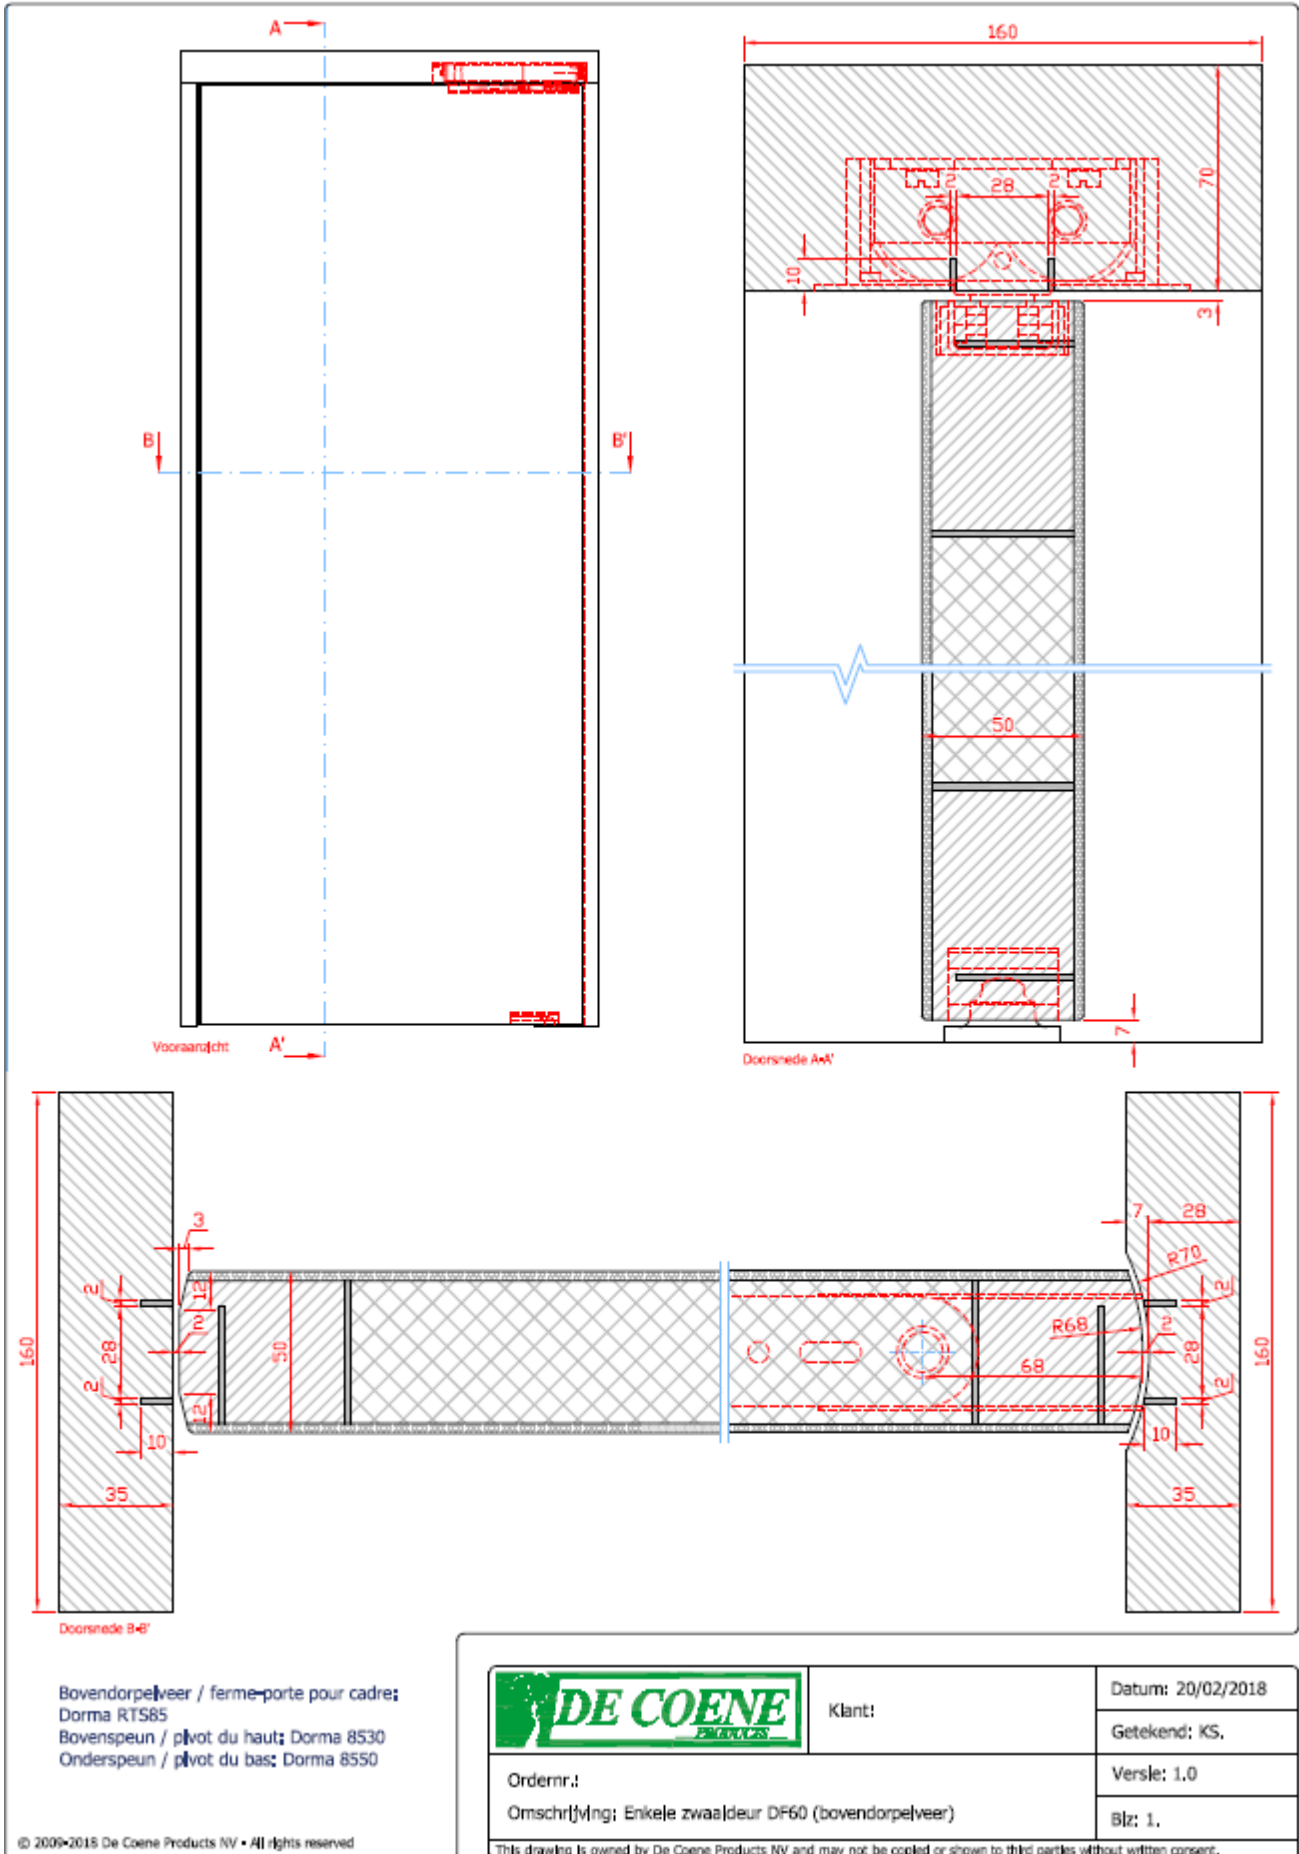 A
160
70
2
28
2
10
3
B
B'
50
7
Vooraanzicht
A'
Doorsnede A-A'
3
7
28
R70
2
12
2
2
R68
2
160
28
50
68
28
160
2
12
2
10
10
35
35
Doorsnede B-B'
Bovendorpelveer / ferme-porte pour cadre:
Dorma RTS85
Bovenspeun / pivot du haut: Dorma 8530
Onderspeun / pivot du bas: Dorma 8550
DE COENE
PRODUCTS
Klant:
Datum: 20/02/2018
Getekend: KS.
Ordernr.:
Versie: 1.0
Omschrijving: Enkele zwaaideur DF60 (bovendorpelveer)
Blz: 1.
© 2009-2018 De Coene Products NV - All rights reserved
This drawing is owned by De Coene Products NV and may not be copied or shown to third parties without written consent.